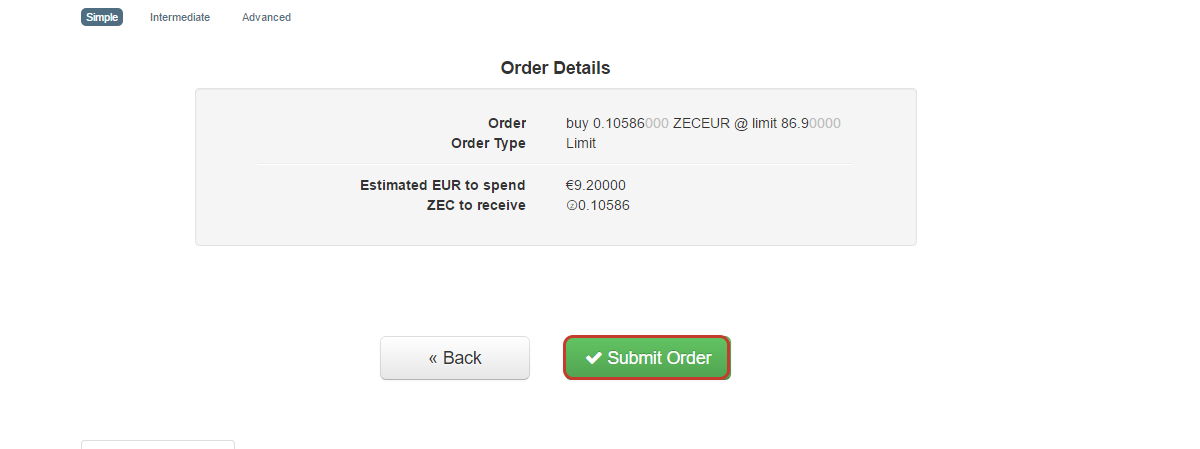 Simple Intermediate Advanced
Order Details
Order buy 0.10586000 ZECEUR @ limit 86.90000
Order Type Limit
Estimated EUR to spend €9.20000
ZEC to receive ⓩ0.10586
« Back ✔ Submit Order